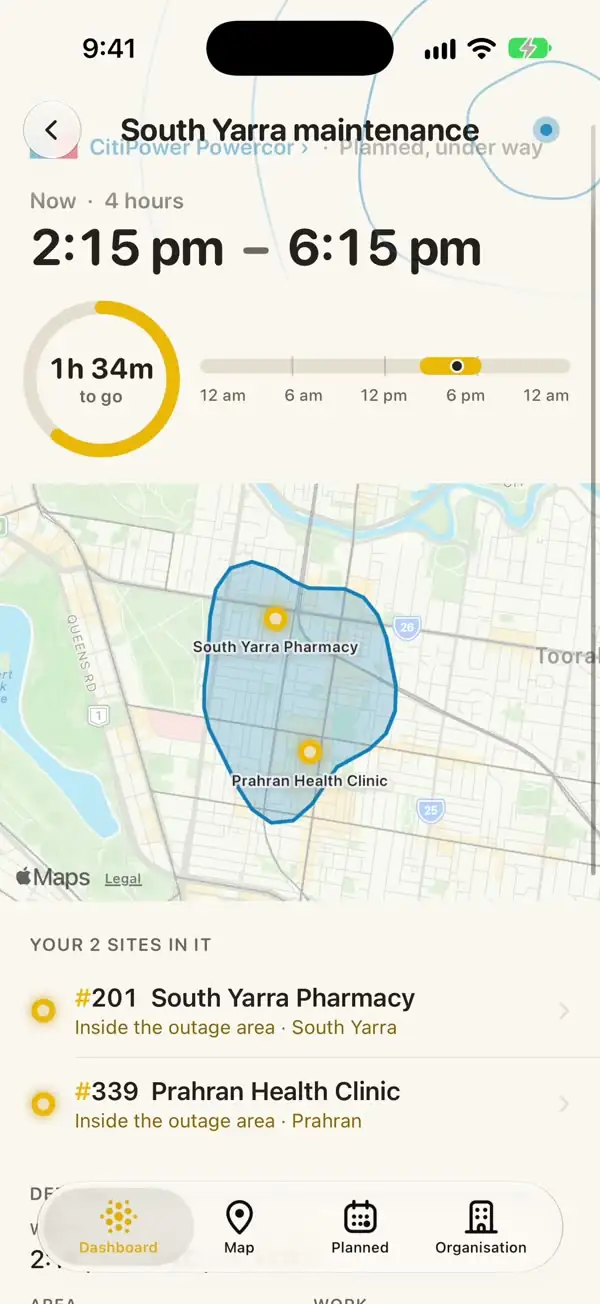 9:41
South Yarra maintenance
CitiPower Powercor › · Planned, under way
Now · 4 hours
2:15 pm – 6:15 pm
1h 34m
to go
12 am 6 am 12 pm 6 pm 12 am
26
South Yarra Pharmacy
QUEENS RD
Toora
1
Prahran Health Clinic
25
Maps Legal
YOUR 2 SITES IN IT
#201 South Yarra Pharmacy
Inside the outage area · South Yarra
#339 Prahran Health Clinic
Inside the outage area · Prahran
Dashboard Map Planned Organisation
AREA WORK